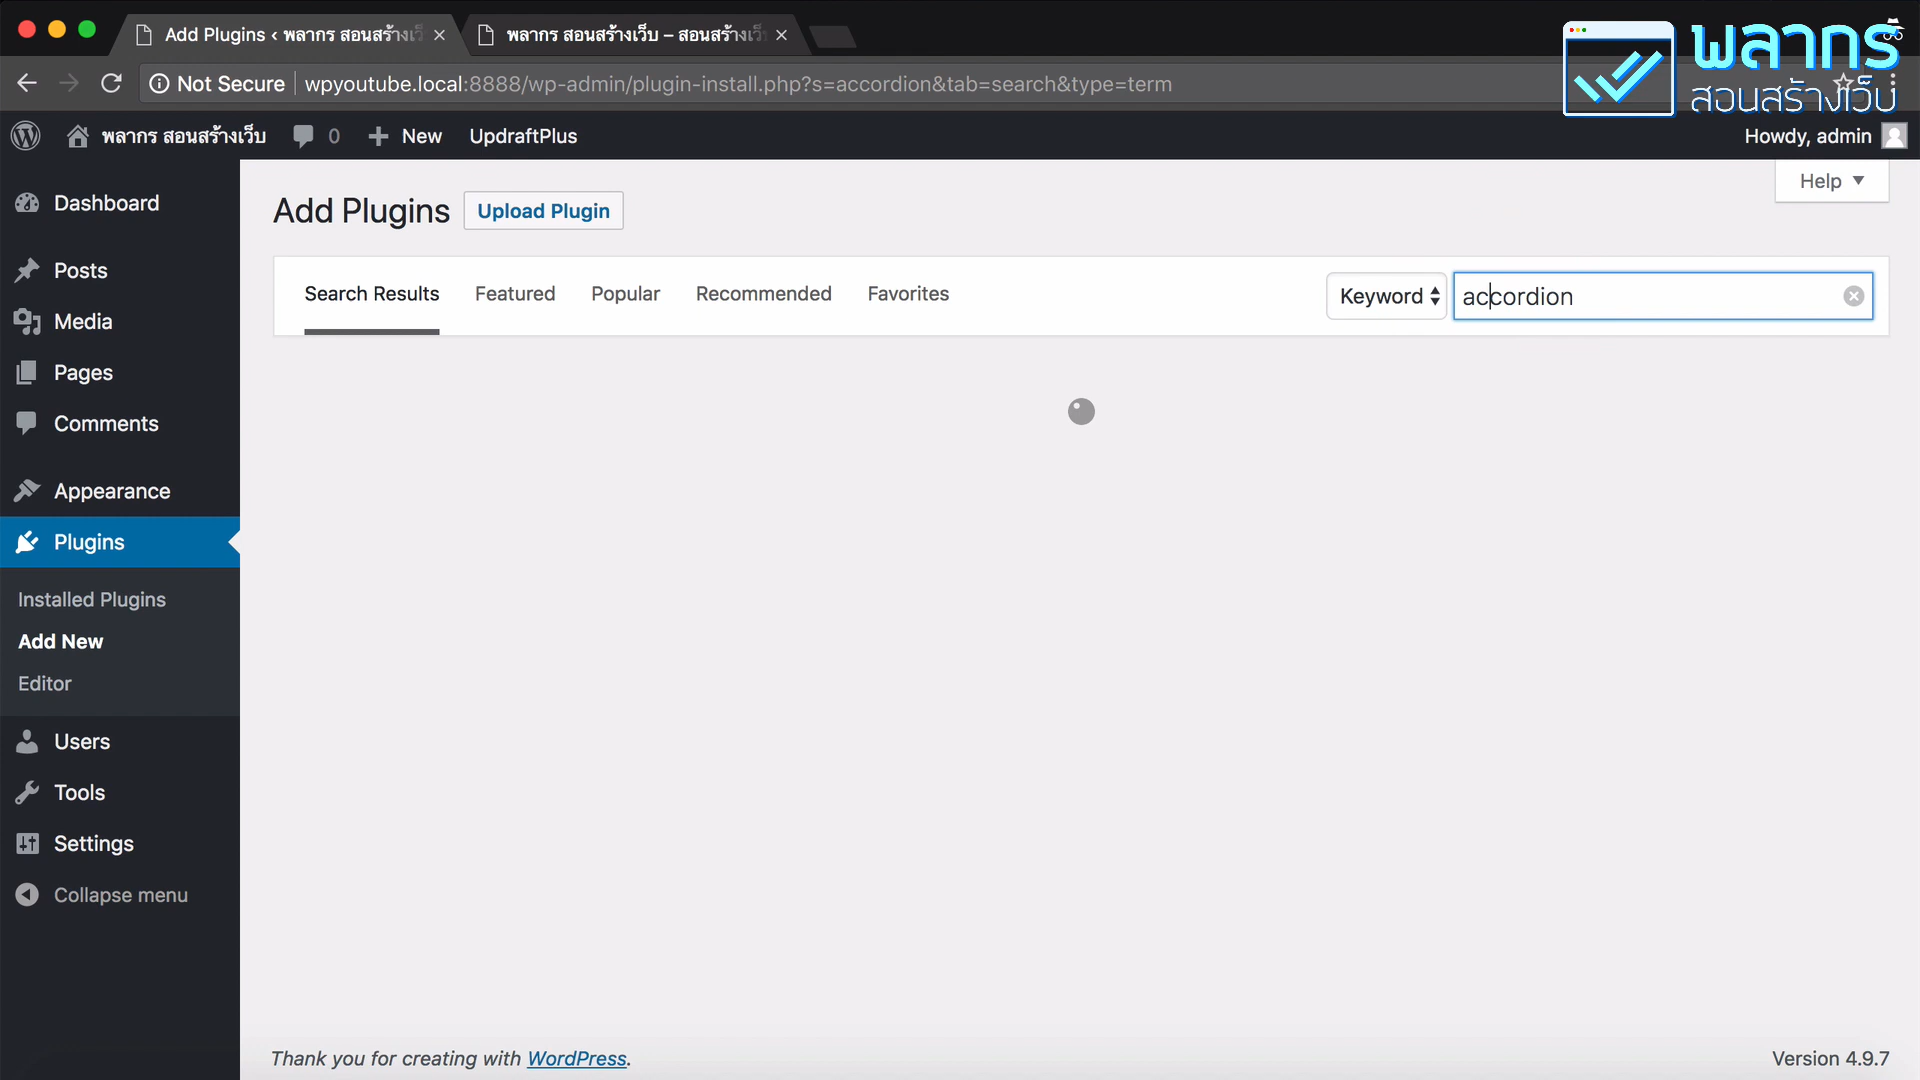 Add Plugins ‹ พลากร สอนสร้างเว็
พลากร สอนสร้างเว็บ – สอนสร้างเว็
พลากร
สอนสร้างเว็บ
Not Secure wpyoutube.local:8888/wp-admin/plugin-install.php?s=accordion&tab=search&type=term
พลากร สอนสร้างเว็บ 0 New UpdraftPlus Howdy, admin
Help
Dashboard
Posts
Media
Pages
Comments
Appearance
Plugins
Installed Plugins
Add New
Editor
Users
Tools
Settings
Collapse menu
Add Plugins Upload Plugin
Search Results Featured Popular Recommended Favorites Keyword accordion
Thank you for creating with WordPress. Version 4.9.7